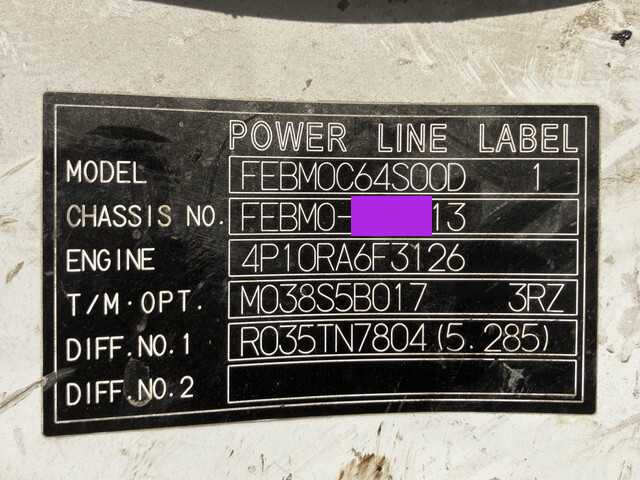 POWER LINE LABEL
MODEL FEBM0C64S00D 1
CHASSIS NO. FEBM0- 13
ENGINE 4P10RA6F3126
T/M·OPT. M038S5B017 3RZ
DIFF.NO.1 R035TN7804(5.285)
DIFF.NO.2